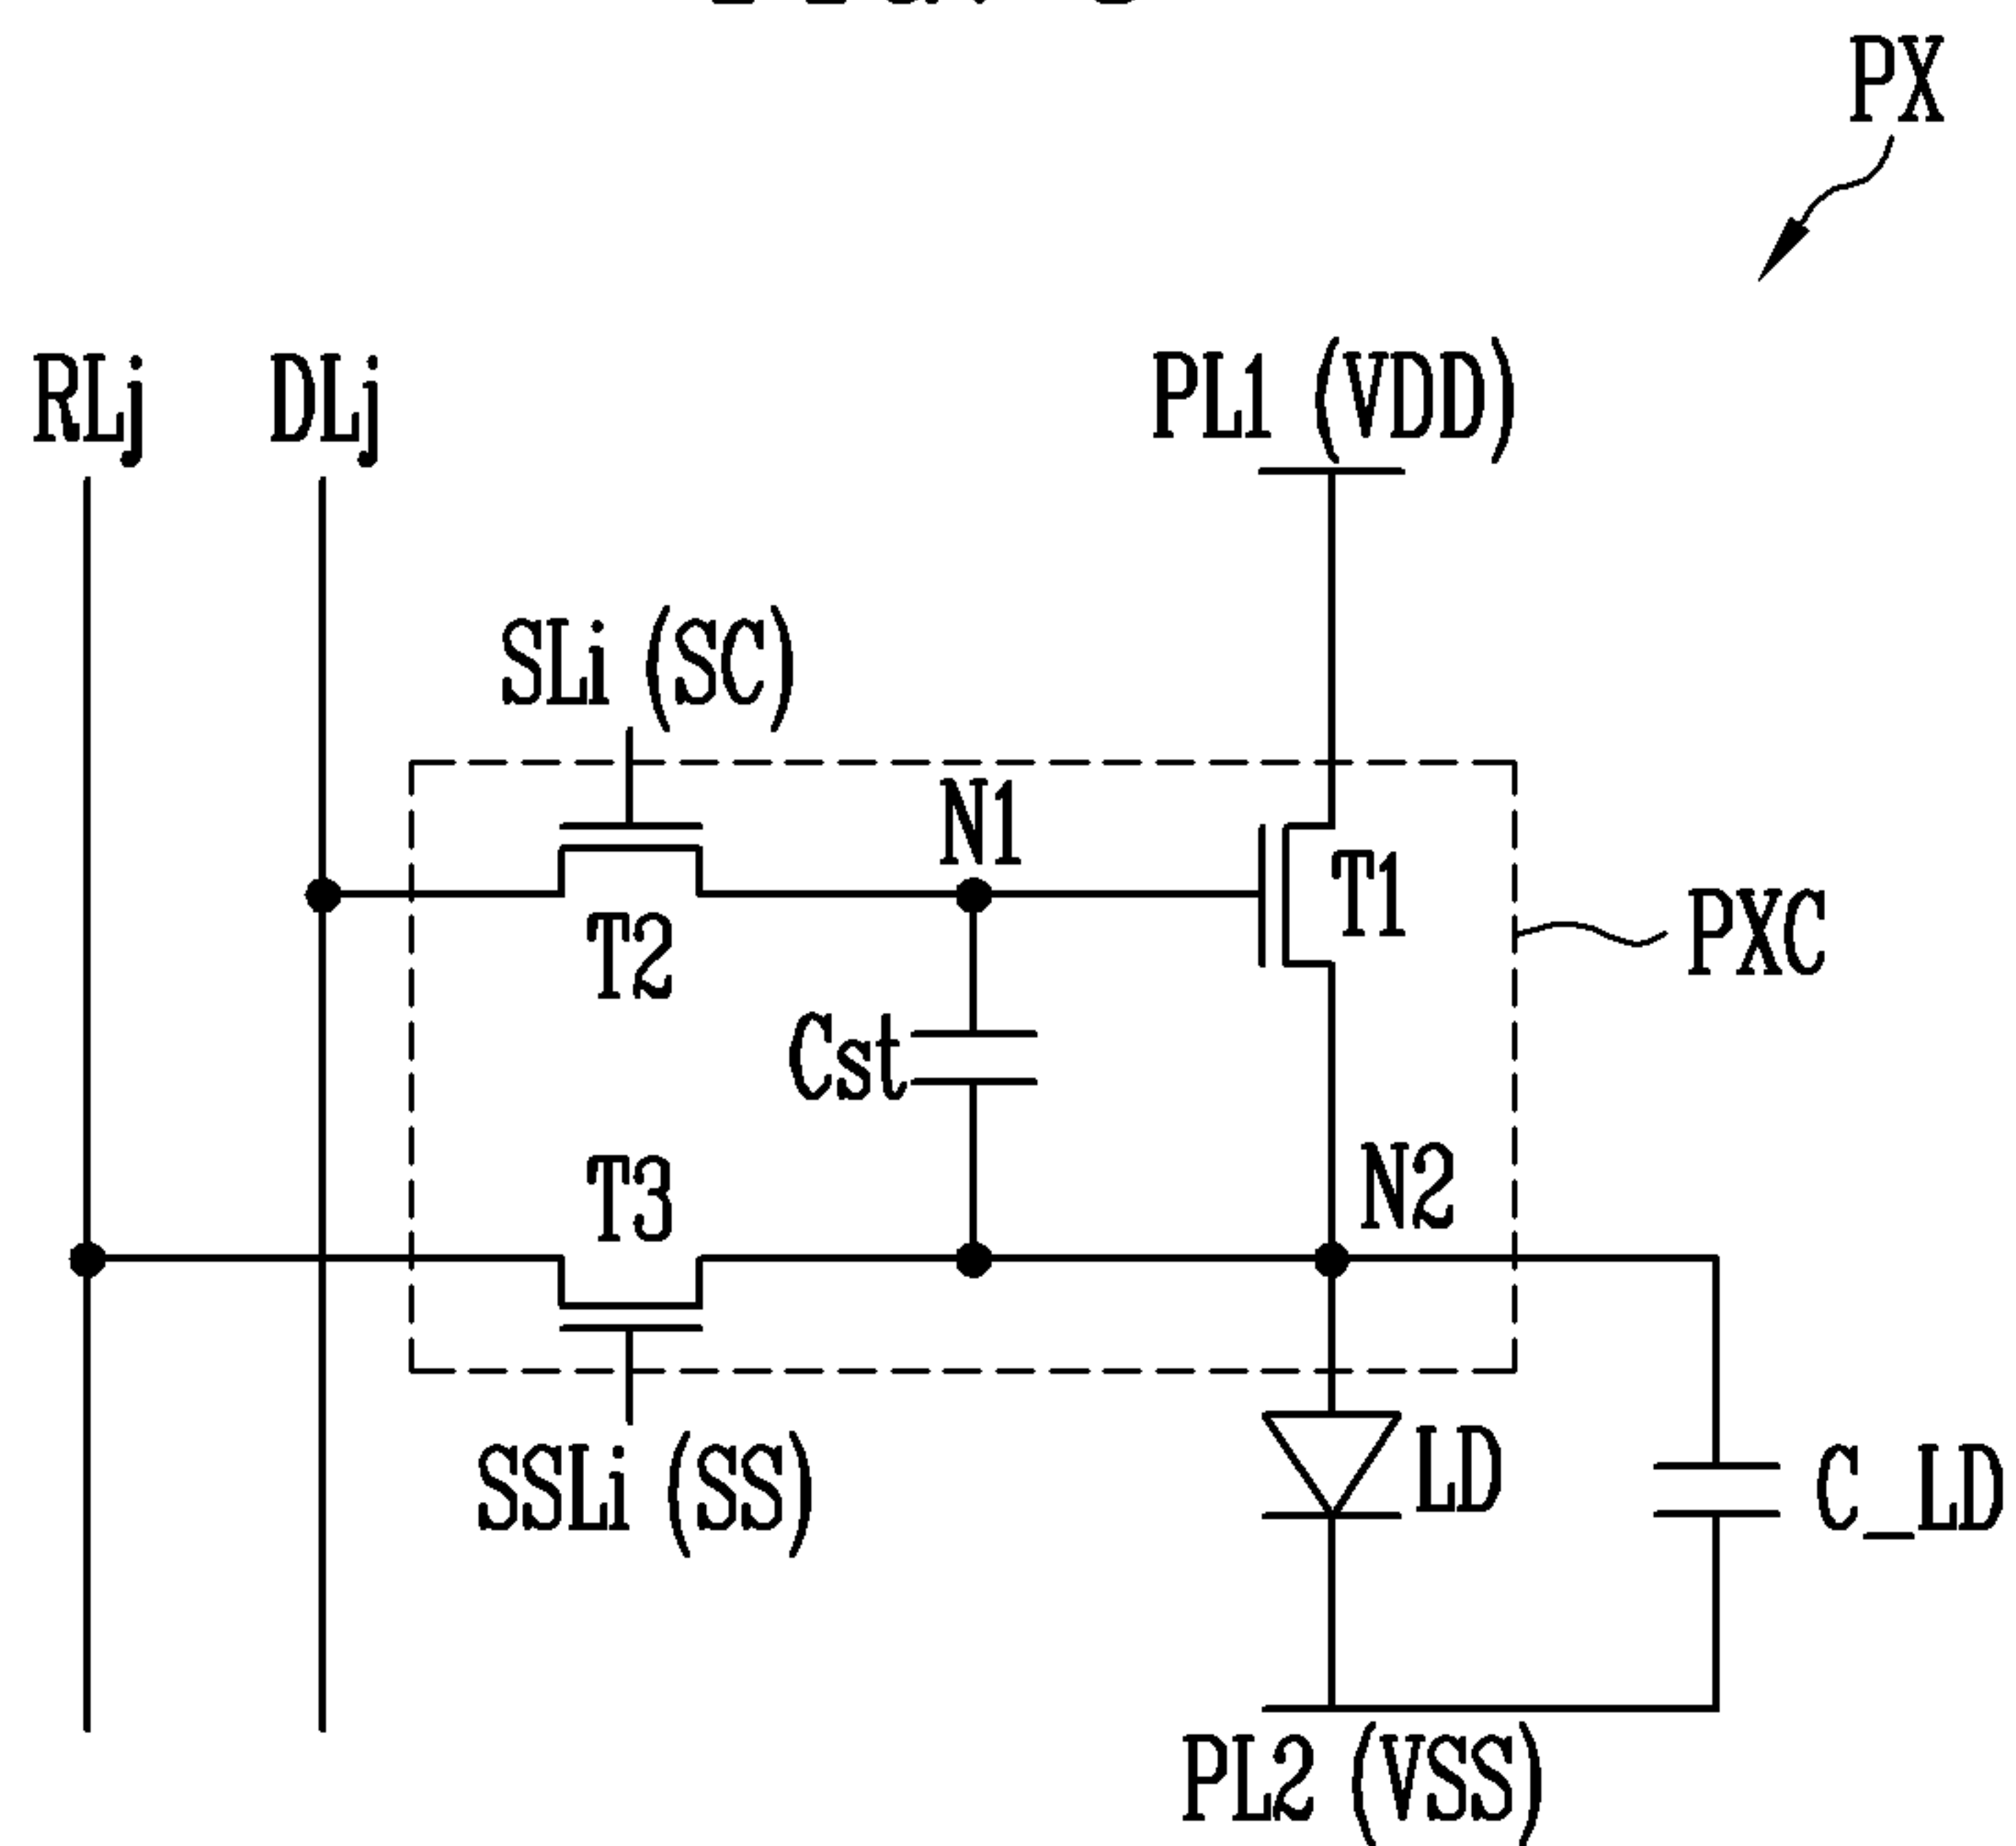 PX
RLj
DLj
PL1 (VDD)
SLi (SC)
N1
T1
T2
PXC
Cst
T3
N2
SSLi (SS)
LD
C_LD
PL2 (VSS)